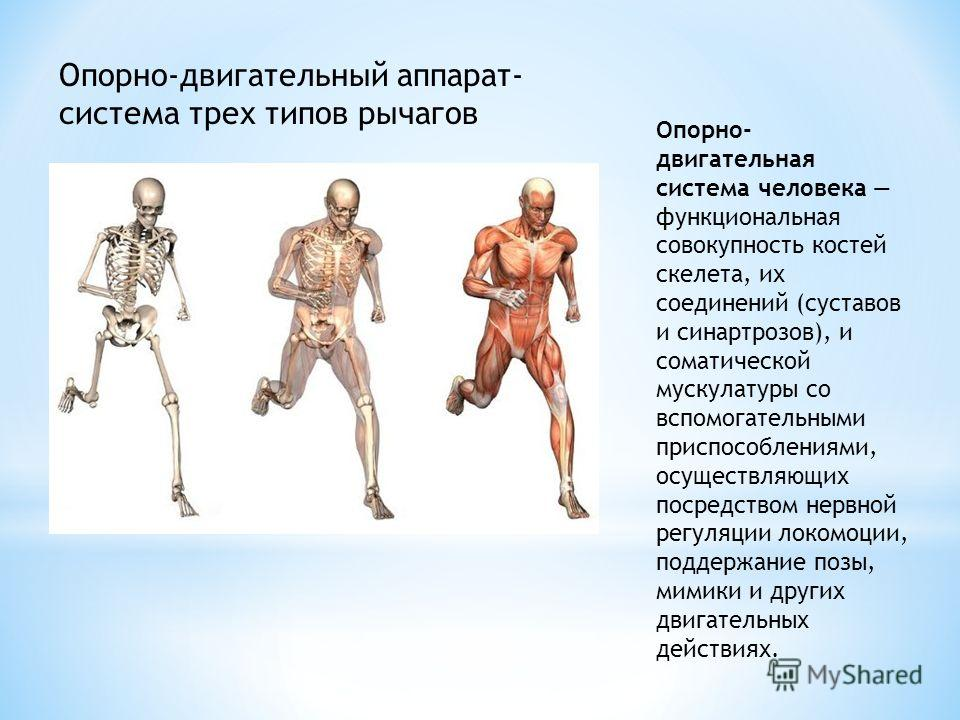 Опорно-двигательный аппарат-
система трех типов рычагов
Опорно-
двигательная
система человека —
функциональная
совокупность костей
скелета, их
соединений (суставов
и синартрозов), и
соматической
мускулатуры со
вспомогательными
приспособлениями,
осуществляющих
посредством нервной
регуляции локомоции,
поддержание позы,
мимики и других
двигательных
действиях.
MyShared